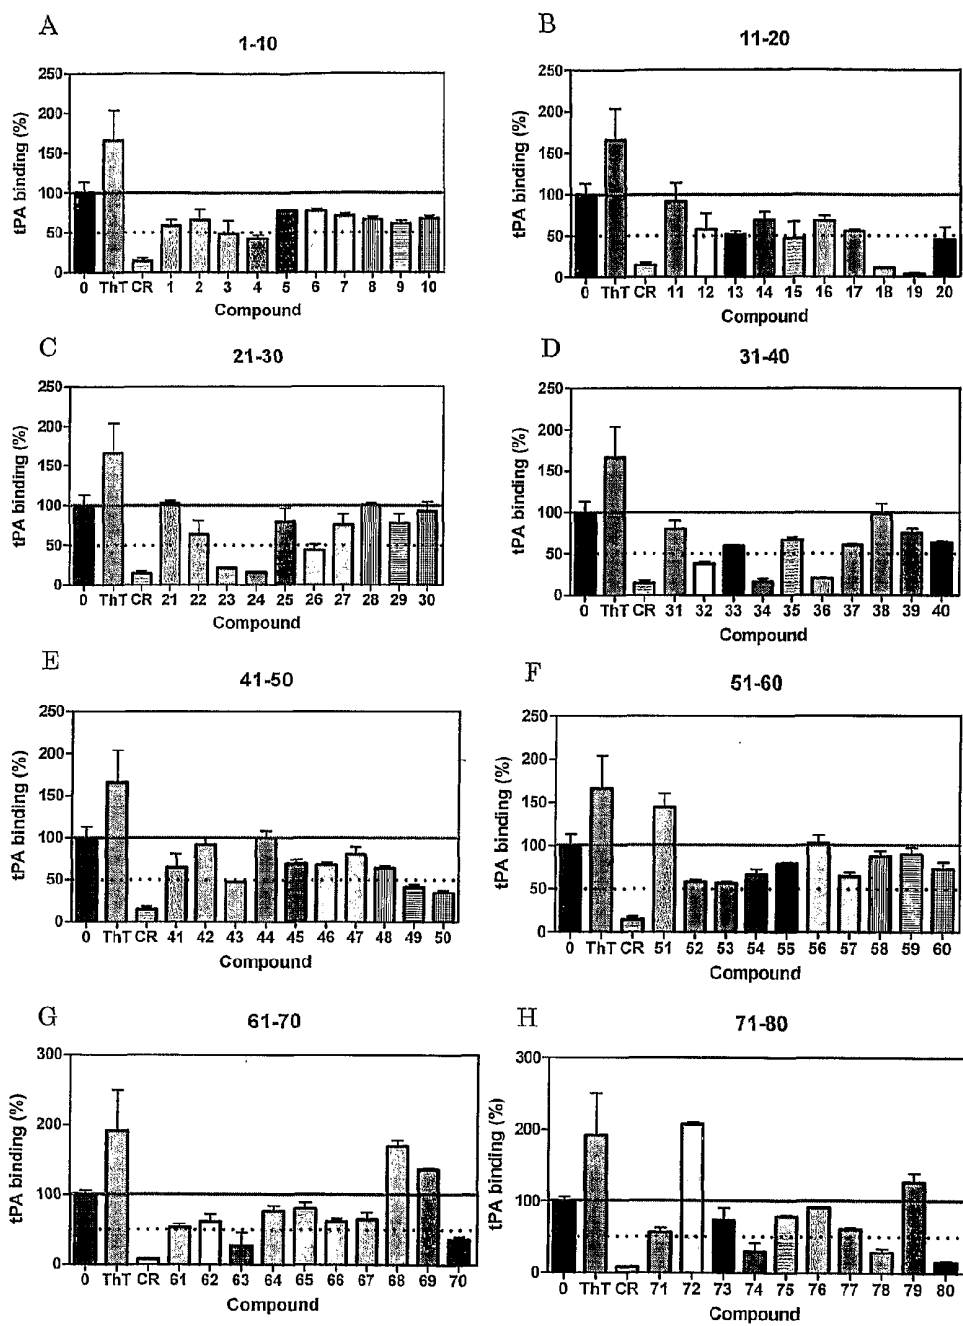 A
1-10
250
200
150
100
50
0
tPA binding (%)
0 ThT CR 1 2 3 4 5 6 7 8 9 10
Compound
B
11-20
250
200
150
100
50
0
tPA binding (%)
0 ThT CR 11 12 13 14 15 16 17 18 19 20
Compound
C
21-30
250
200
150
100
50
0
tPA binding (%)
0 ThT CR 21 22 23 24 25 26 27 28 29 30
Compound
D
31-40
250
200
150
100
50
0
tPA binding (%)
0 ThT CR 31 32 33 34 35 36 37 38 39 40
Compound
E
41-50
250
200
150
100
50
0
tPA binding (%)
0 ThT CR 41 42 43 44 45 46 47 48 49 50
Compound
F
51-60
250
200
150
100
50
0
tPA binding (%)
0 ThT CR 51 52 53 54 55 56 57 58 59 60
Compound
G
61-70
300
200
100
0
tPA binding (%)
0 ThT CR 61 62 63 64 65 66 67 68 69 70
Compound
H
71-80
300
200
100
0
tPA binding (%)
0 ThT CR 71 72 73 74 75 76 77 78 79 80
Compound